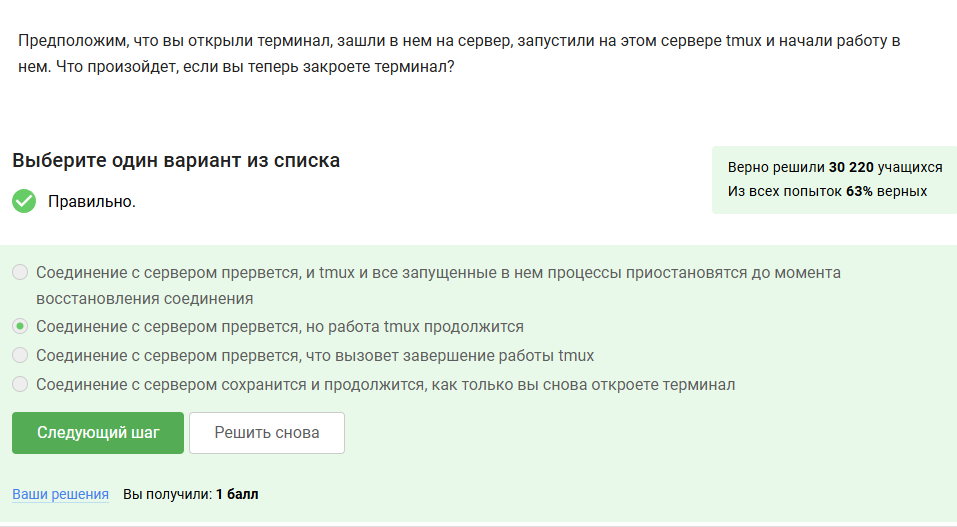 Предположим, что вы открыли терминал, зашли в нем на сервер, запустили на этом сервере tmux и начали работу в
нем. Что произойдет, если вы теперь закроете терминал?
Выберите один вариант из списка
Правильно.
Верно решили 30 220 учащихся
Из всех попыток 63% верных
Соединение с сервером прервется, и tmux и все запущенные в нем процессы приостановятся до момента
восстановления соединения
Соединение с сервером прервется, но работа tmux продолжится
Соединение с сервером прервется, что вызовет завершение работы tmux
Соединение с сервером сохранится и продолжится, как только вы снова откроете терминал
Следующий шаг
Решить снова
Ваши решения Вы получили: 1 балл